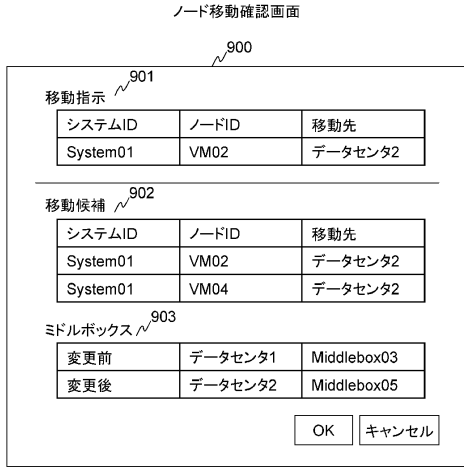 ノード移動確認画面
900
移動指示 901
システムID ノードID 移動先
System01 VM02 データセンタ2
移動候補 902
システムID ノードID 移動先
System01 VM02 データセンタ2
System01 VM04 データセンタ2
ミドルボックス 903
変更前 データセンタ1 Middlebox03
変更後 データセンタ2 Middlebox05
OK キャンセル